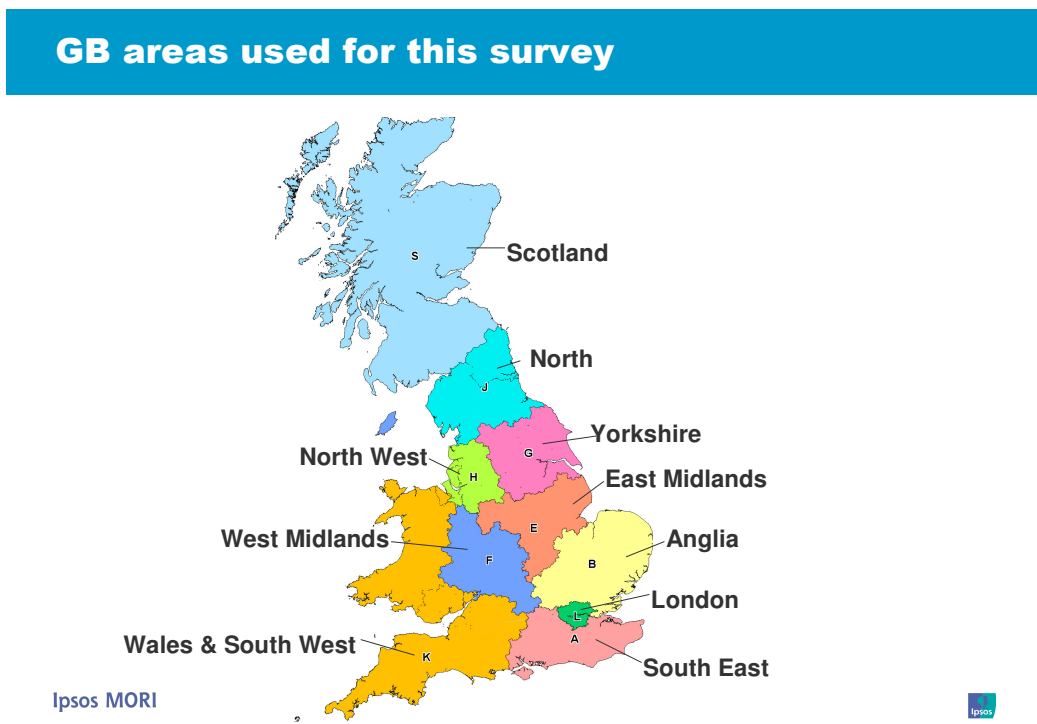 GB areas used for this survey
S
Scotland
North
J
Yorkshire
North West
G
H
East Midlands
E
West Midlands
Anglia
F
B
London
L
Wales & South West
A
K
South East
Ipsos MORI
Ipsos